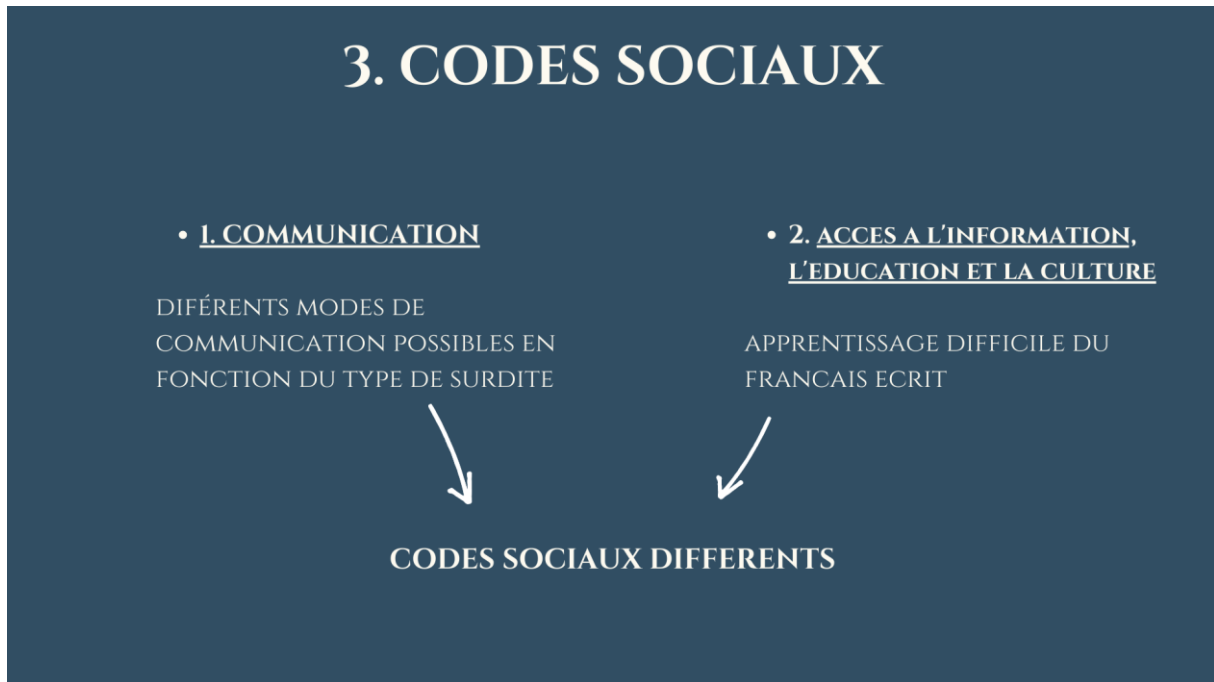 3. CODES SOCIAUX
• 1. COMMUNICATION
DIFÉRENTS MODES DE
COMMUNICATION POSSIBLES EN
FONCTION DU TYPE DE SURDITE
• 2. ACCES A L'INFORMATION,
L'EDUCATION ET LA CULTURE
APPRENTISSAGE DIFFICILE DU
FRANCAIS ECRIT
CODES SOCIAUX DIFFERENTS